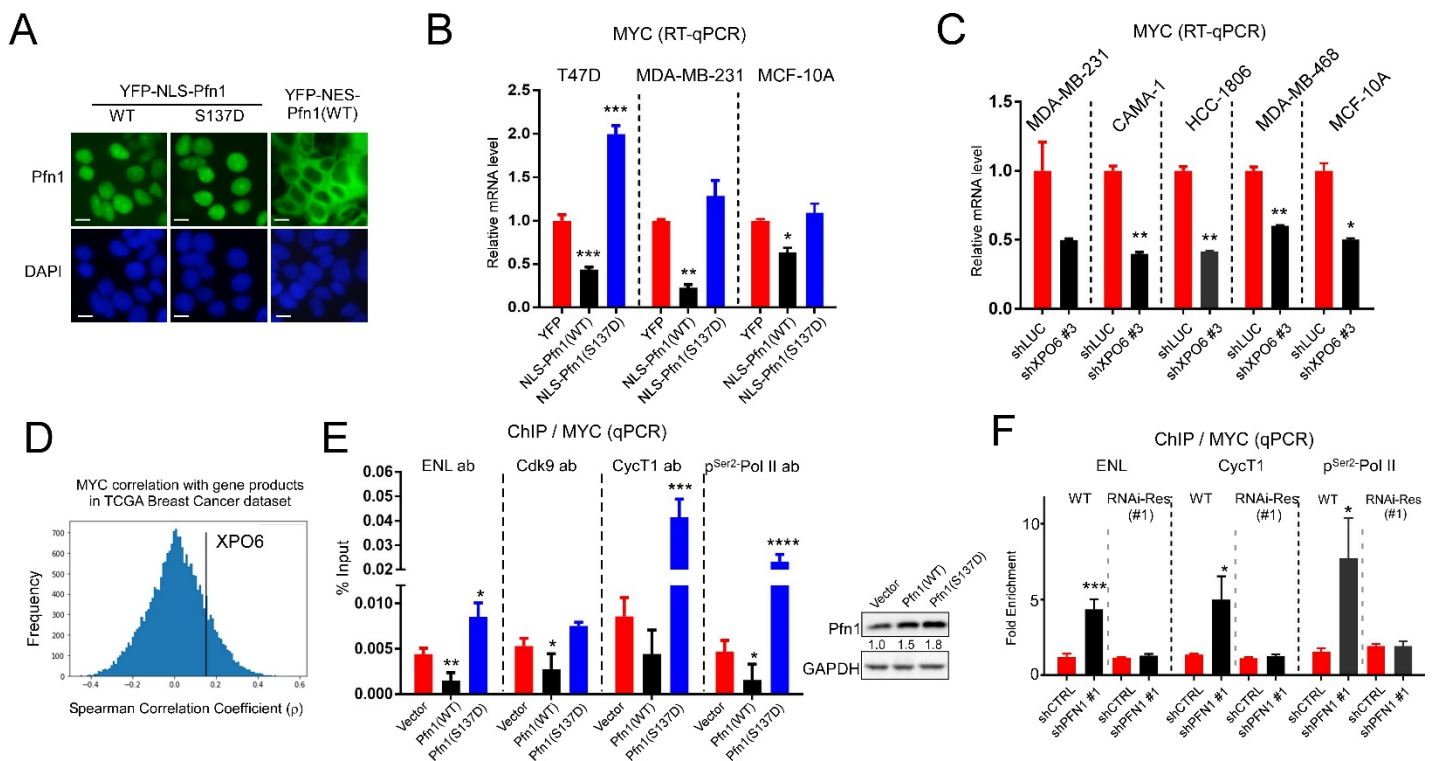 A
YFP-NLS-Pfn1
YFP-NES-
Pfn1(WT)
WT
S137D
Pfn1
DAPI
B
MYC (RT-qPCR)
T47D
MDA-MB-231
MCF-10A
Relative mRNA level
2.5
2.0
1.5
1.0
0.5
0.0
***
***
**
*
YFP
NLS-Pfn1(WT)
NLS-Pfn1(S137D)
YFP
NLS-Pfn1(WT)
NLS-Pfn1(S137D)
YFP
NLS-Pfn1(WT)
NLS-Pfn1(S137D)
C
MYC (RT-qPCR)
MDA-MB-231
CAMA-1
HCC-1806
MDA-MB-468
MCF-10A
Relative mRNA level
1.5
1.0
0.5
0.0
**
**
**
*
shLUC
shXPO6 #3
shLUC
shXPO6 #3
shLUC
shXPO6 #3
shLUC
shXPO6 #3
shLUC
shXPO6 #3
D
MYC correlation with gene products
in TCGA Breast Cancer dataset
XPO6
Frequency
700
600
500
400
300
200
100
0
−0.4
−0.2
0.0
0.2
0.4
0.6
Spearman Correlation Coefficient (ρ)
E
ChIP / MYC (qPCR)
ENL ab
Cdk9 ab
CycT1 ab
pSer2-Pol II ab
% Input
0.06
0.05
0.04
0.03
0.02
0.010
0.005
0.000
**
*
*
***
*
****
Vector
Pfn1(WT)
Pfn1(S137D)
Vector
Pfn1(WT)
Pfn1(S137D)
Vector
Pfn1(WT)
Pfn1(S137D)
Vector
Pfn1(WT)
Pfn1(S137D)
Vector
Pfn1(WT)
Pfn1(S137D)
Pfn1
1.0 1.5 1.8
GAPDH
F
ChIP / MYC (qPCR)
ENL
CycT1
pSer2-Pol II
WT
RNAi-Res
(#1)
WT
RNAi-Res
(#1)
WT
RNAi-Res
(#1)
Fold Enrichment
10
5
0
***
*
*
shCTRL
shPFN1 #1
shCTRL
shPFN1 #1
shCTRL
shPFN1 #1
shCTRL
shPFN1 #1
shCTRL
shPFN1 #1
shCTRL
shPFN1 #1